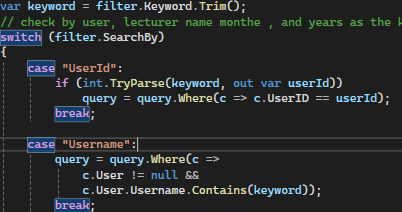 var keyword = filter.Keyword.Trim();
// check by user, lecturer name monthe , and years as the k
switch (filter.SearchBy)
{
case "UserId":
if (int.TryParse(keyword, out var userId))
query = query.Where(c => c.UserID == userId);
break;
case "Username":
query = query.Where(c =>
c.User != null &&
c.User.Username.Contains(keyword));
break;